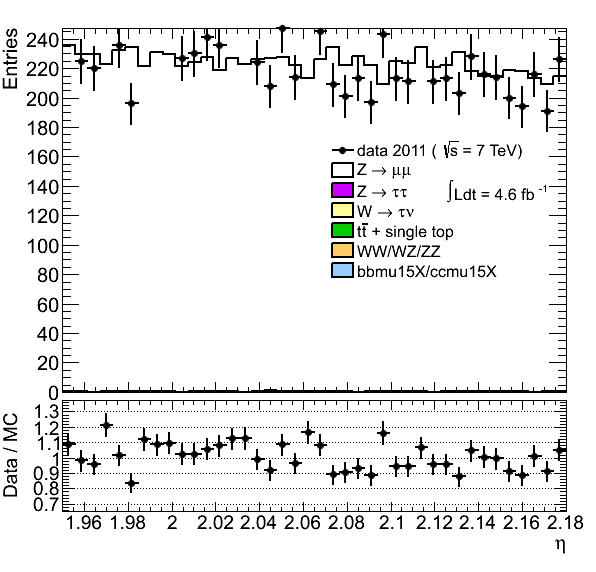 Entries
240
220
200
180
160
140
120
100
80
60
40
20
0
data 2011 ( √s = 7 TeV)
Z → μμ
Z → ττ
∫Ldt = 4.6 fb⁻¹
W → τν
tt̄ + single top
WW/WZ/ZZ
bbmu15X/ccmu15X
Data / MC
1.3
1.2
1.1
1
0.9
0.8
0.7
1.96 1.98 2 2.02 2.04 2.06 2.08 2.1 2.12 2.14 2.16 2.18
η